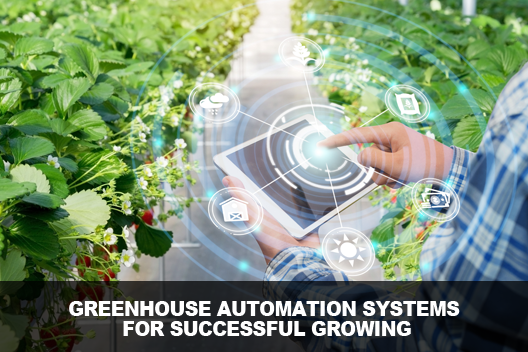 GREENHOUSE AUTOMATION SYSTEMS
FOR SUCCESSFUL GROWING